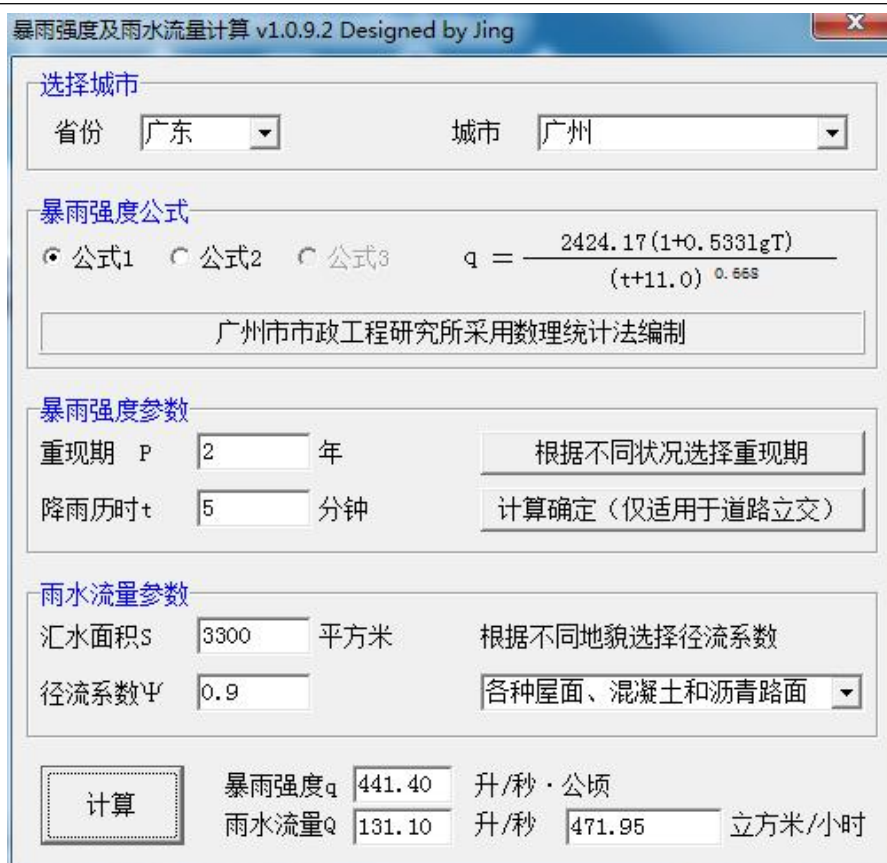 暴雨强度及雨水流量计算 v1.0.9.2 Designed by Jing
选择城市
省份 广东 城市 广州
暴雨强度公式
公式1 公式2 公式3 q = 2424.17(1+0.533lgT)
(t+11.0) 0.668
广州市市政工程研究所采用数理统计法编制
暴雨强度参数
重现期 P 2 年 根据不同状况选择重现期
降雨历时t 5 分钟 计算确定（仅适用于道路立交）
雨水流量参数
汇水面积S 3300 平方米 根据不同地貌选择径流系数
径流系数Ψ 0.9 各种屋面、混凝土和沥青路面
计算 暴雨强度q 441.40 升/秒·公顷
雨水流量Q 131.10 升/秒 471.95 立方米/小时